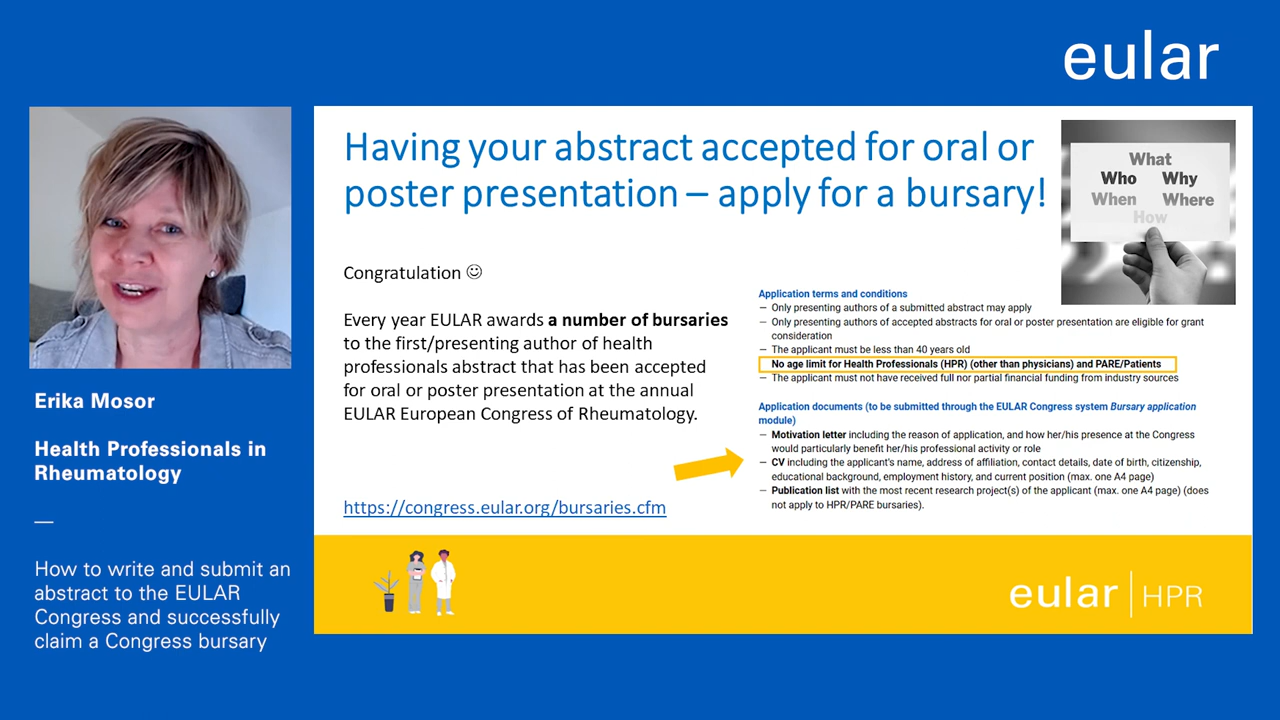 eular
Having your abstract accepted for oral or
poster presentation – apply for a bursary!
What
Who Why
When Where
How
Congratulation ☺
Every year EULAR awards a number of bursaries
to the first/presenting author of health
professionals abstract that has been accepted
for oral or poster presentation at the annual
EULAR European Congress of Rheumatology.
https://congress.eular.org/bursaries.cfm
Application terms and conditions
– Only presenting authors of a submitted abstract may apply
– Only presenting authors of accepted abstracts for oral or poster presentation are eligible for grant
consideration
– The applicant must be less than 40 years old
No age limit for Health Professionals (HPR) (other than physicians) and PARE/Patients
– The applicant must not have received full nor partial financial funding from industry sources
Application documents (to be submitted through the EULAR Congress system Bursary application
module)
– Motivation letter including the reason of application, and how her/his presence at the Congress
would particularly benefit her/his professional activity or role
– CV including the applicant's name, address of affiliation, contact details, date of birth, citizenship,
educational background, employment history, and current position (max. one A4 page)
– Publication list with the most recent research project(s) of the applicant (max. one A4 page) (does
not apply to HPR/PARE bursaries).
eular | HPR
Erika Mosor
Health Professionals in
Rheumatology
—
How to write and submit an
abstract to the EULAR
Congress and successfully
claim a Congress bursary